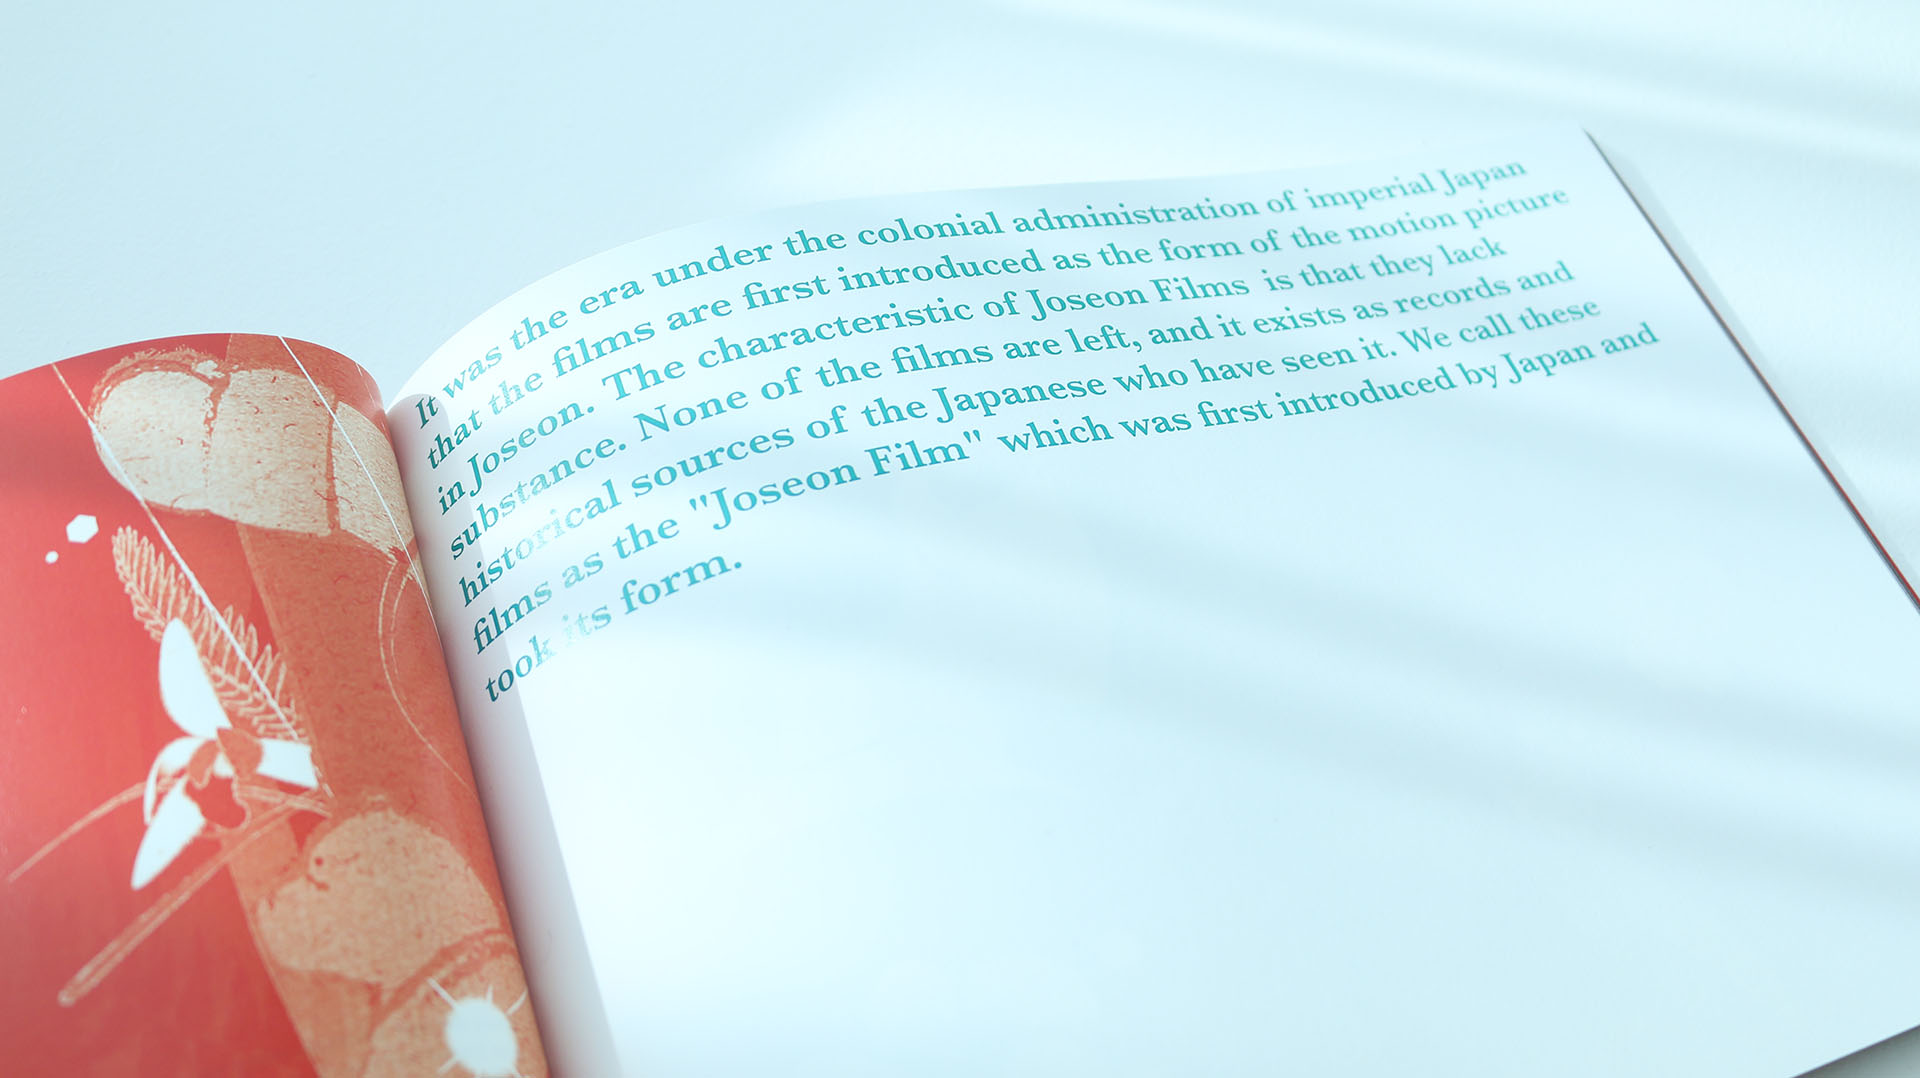 It was the era under the colonial administration of imperial Japan
that the films are first introduced as the form of the motion picture
in Joseon. The characteristic of Joseon Films is that they lack
substance. None of the films are left, and it exists as records and
historical sources of the Japanese who have seen it. We call these
films as the "Joseon Film" which was first introduced by Japan and
took its form.